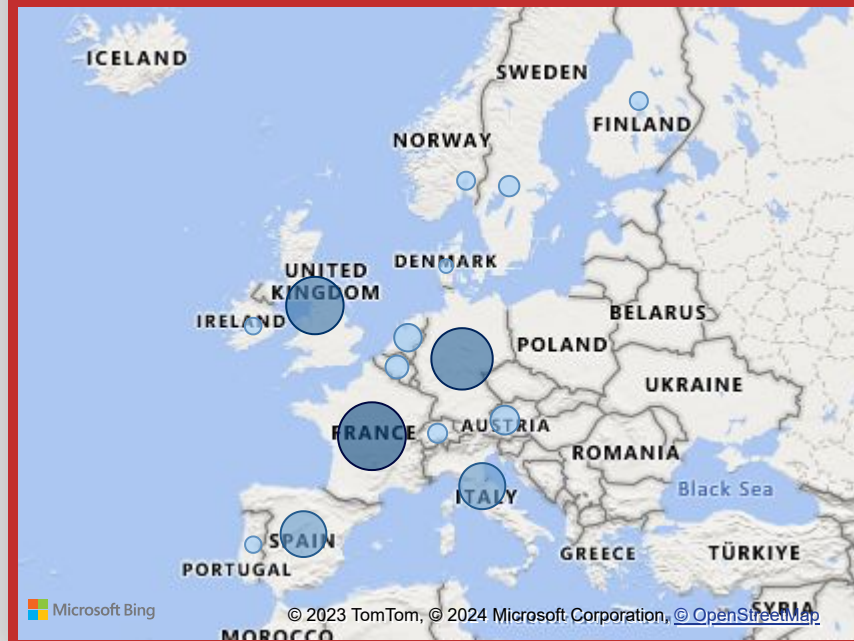 ICELAND
SWEDEN
FINLAND
NORWAY
DENMARK
UNITED
KINGDOM
IRELAND
BELARUS
POLAND
UKRAINE
FRANCE
AUSTRIA
ROMANIA
Black Sea
ITALY
SPAIN
GREECE
TÜRKIYE
PORTUGAL
Microsoft Bing
© 2023 TomTom, © 2024 Microsoft Corporation, © OpenStreetMap
SYRIA
MOROCCO